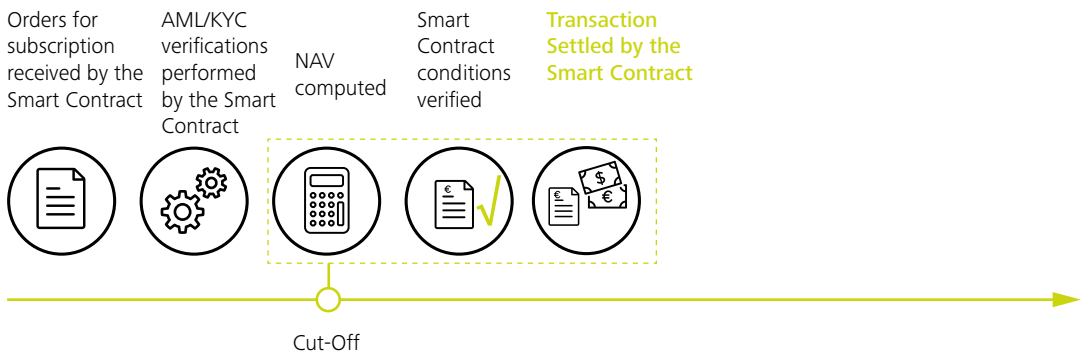 Orders for
subscription
received by the
Smart Contract
AML/KYC
verifications
performed
by the Smart
Contract
NAV
computed
Smart
Contract
conditions
verified
Transaction
Settled by the
Smart Contract
€
€
$
€
Cut-Off